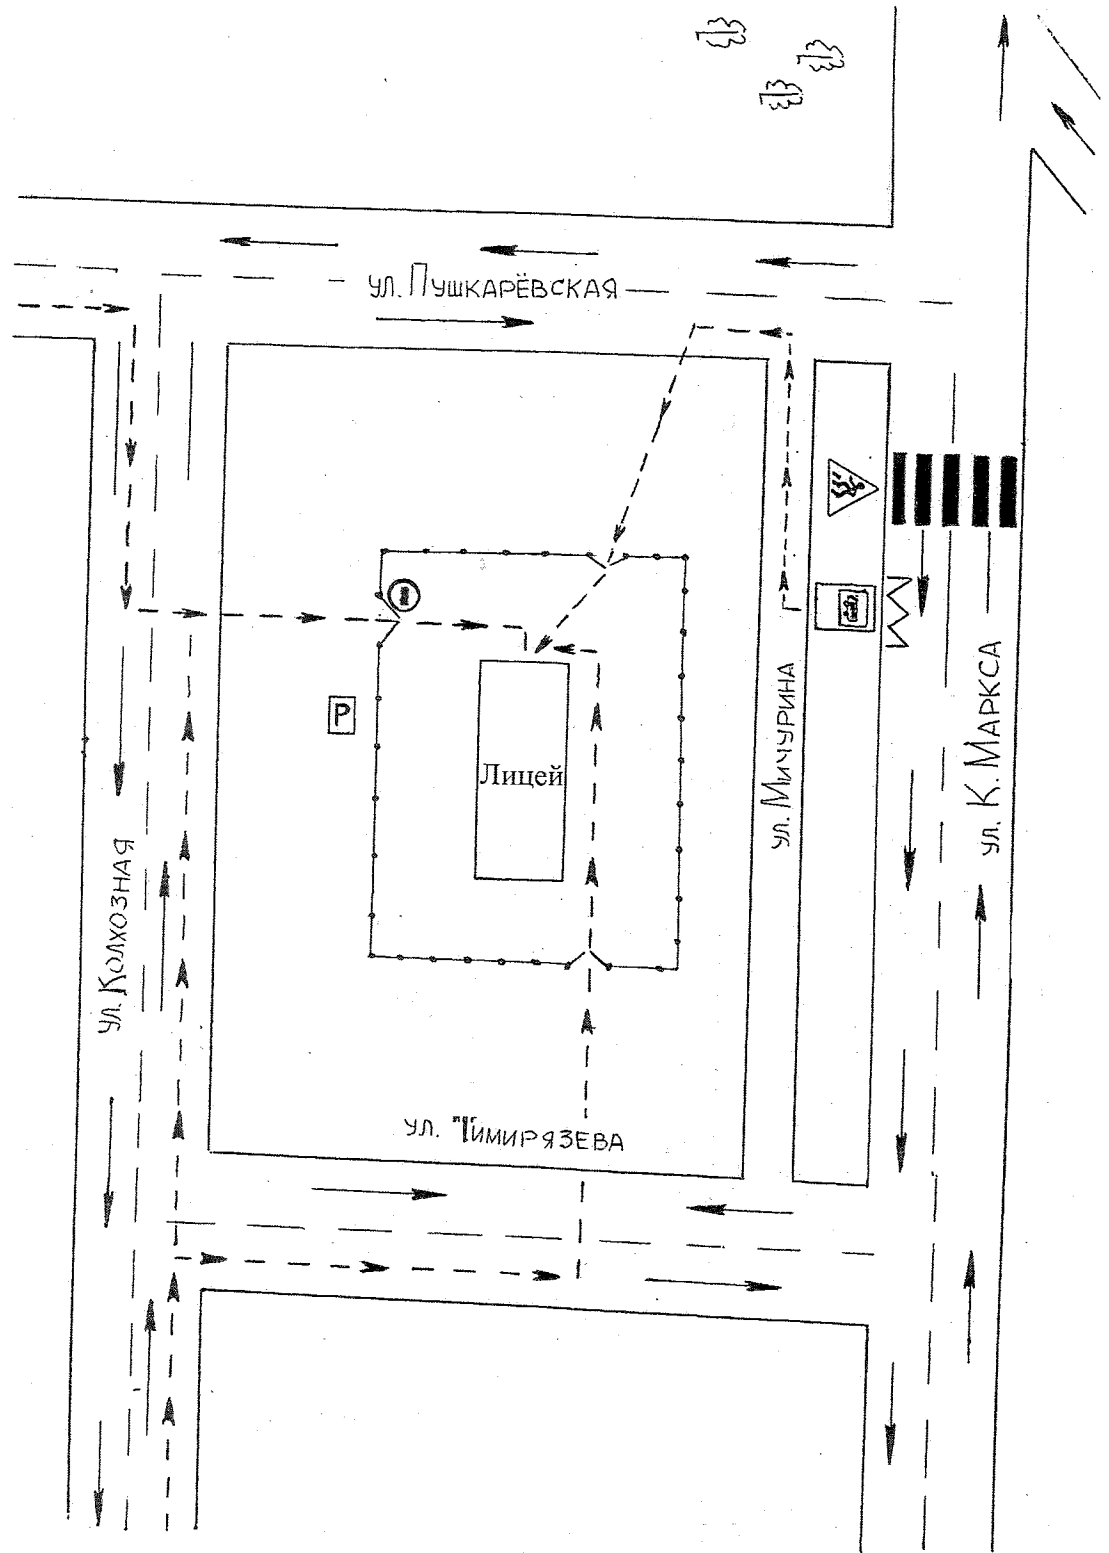 ул. Пушкарёвская
P
Лицей
ул. Мичурина
ул. К. Маркса
ул. Колхозная
ул. Тимирязева